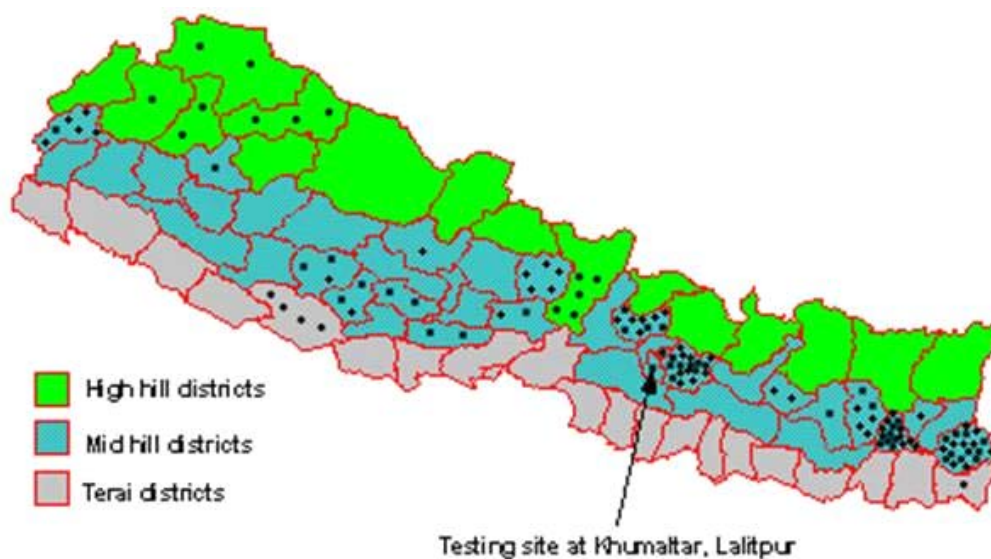 High hill districts
Mid hill districts
Terai districts
Testing site at Khumaltar, Lalitpur